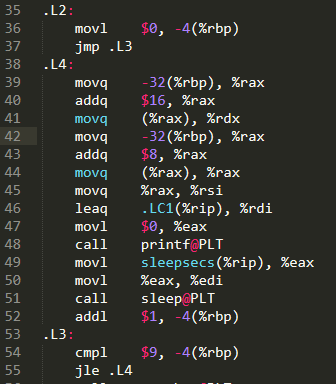 35 .L2:
36 movl $0, -4(%rbp)
37 jmp .L3
38 .L4:
39 movq -32(%rbp), %rax
40 addq $16, %rax
41 movq (%rax), %rdx
42 movq -32(%rbp), %rax
43 addq $8, %rax
44 movq (%rax), %rax
45 movq %rax, %rsi
46 leaq .LC1(%rip), %rdi
47 movl $0, %eax
48 call printf@PLT
49 movl sleepsecs(%rip), %eax
50 movl %eax, %edi
51 call sleep@PLT
52 addl $1, -4(%rbp)
53 .L3:
54 cmpl $9, -4(%rbp)
55 jle .L4